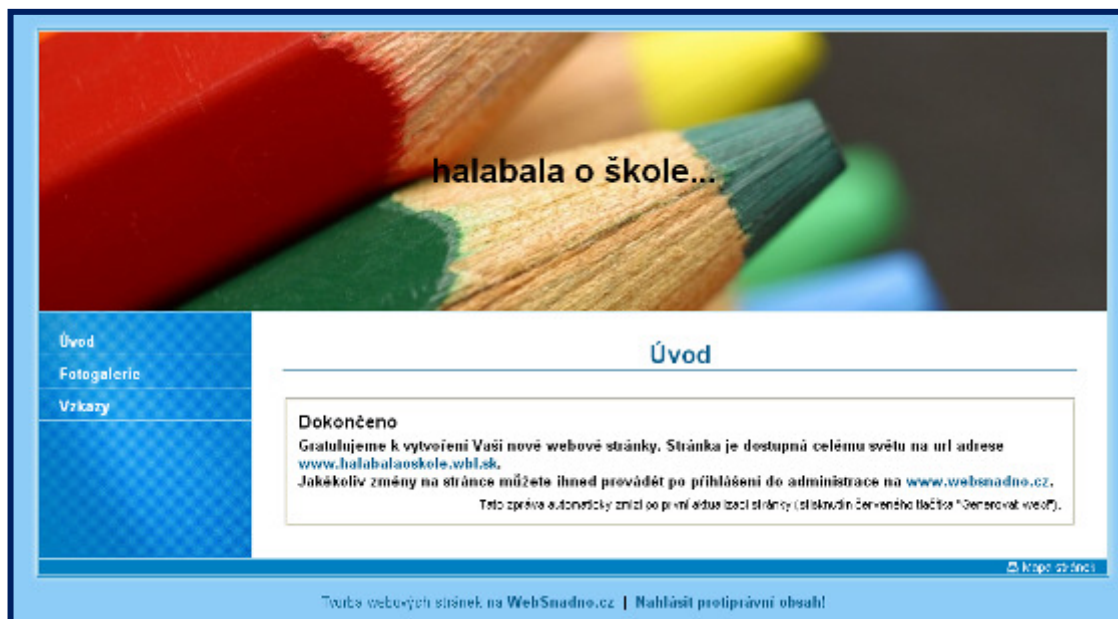 halabala o škole...
Úvod
Fotogalerie
Vzkazy
Úvod
Dokončeno
Gratulujeme k vytvoření Vaší nové webové stránky. Stránka je dostupná celému světu na url adrese
www.halabalaoskole.wbl.sk.
Jakékoliv změny na stránce můžete ihned provádět po přihlášení do administrace na www.websnadno.cz.
Tato zpráva automaticky zmizí po první aktualizaci stránky (stisknutím červeného tlačítka "Generovat web!").
Mapa stránek
Tvorba webových stránek na WebSnadno.cz | Nahlásit protiprávní obsah!